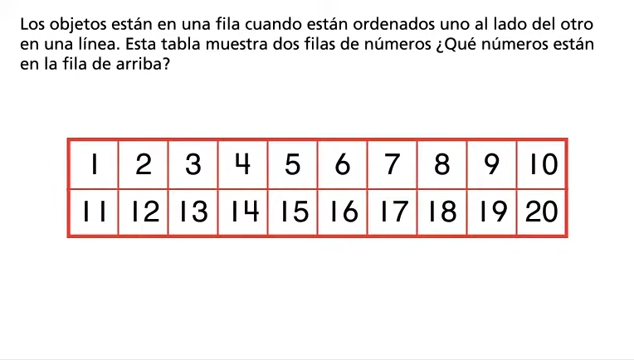 Los objetos están en una fila cuando están ordenados uno al lado del otro
en una línea. Esta tabla muestra dos filas de números ¿Qué números están
en la fila de arriba?
1 2 3 4 5 6 7 8 9 10
11 12 13 14 15 16 17 18 19 20